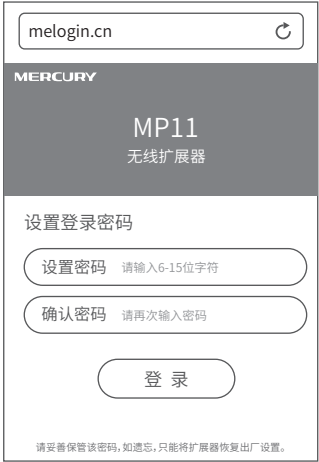 melogin.cn
MERCURY
MP11
无线扩展器
设置登录密码
设置密码 请输入6-15位字符
确认密码 请再次输入密码
登 录
请妥善保管该密码,如遗忘,只能将扩展器恢复出厂设置。